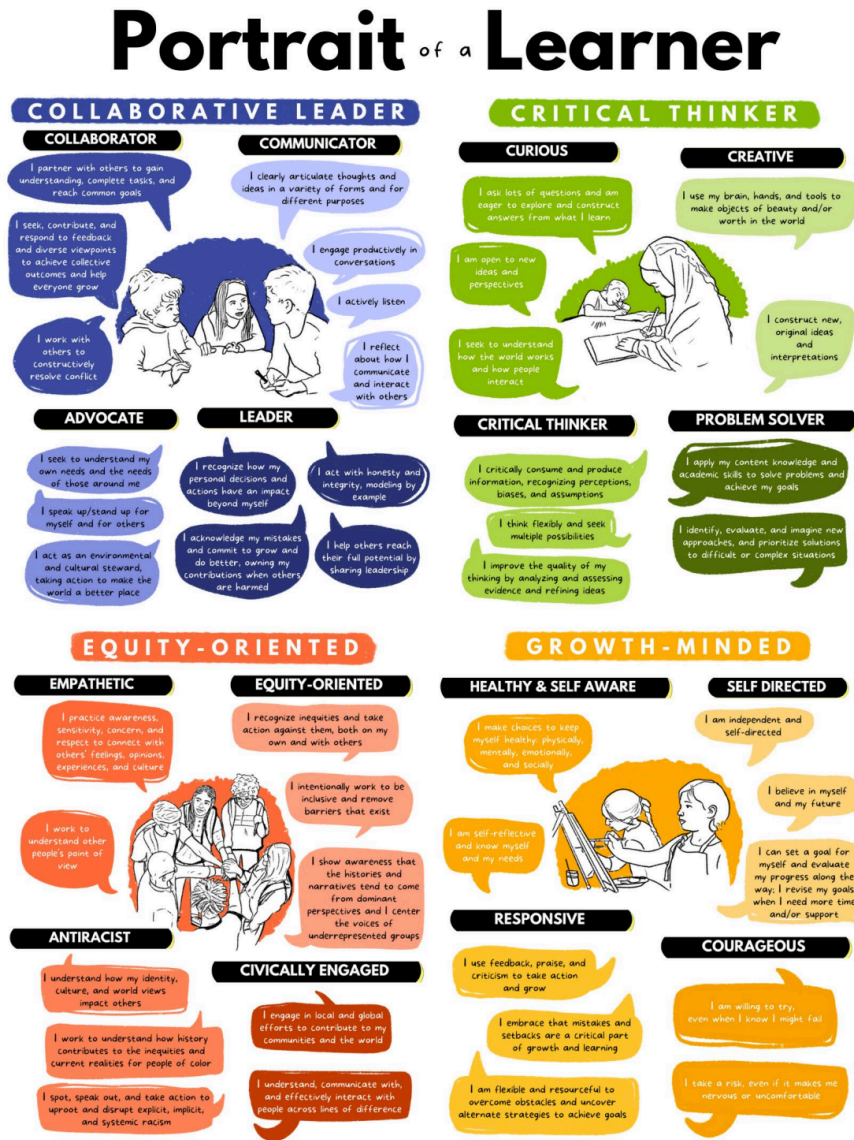 Portrait of a Learner
COLLABORATIVE LEADER
COLLABORATOR
I partner with others to gain
understanding, complete tasks, and
reach common goals
I seek, contribute, and
respond to feedback
and diverse viewpoints
to achieve collective
outcomes and help
everyone grow
I work with
others to
constructively
resolve conflict
COMMUNICATOR
I clearly articulate thoughts and
ideas in a variety of forms and for
different purposes
I engage productively in
conversations
I actively listen
I reflect
about how I
communicate
and interact
with others
ADVOCATE
I seek to understand my
own needs and the needs
of those around me
I speak up/stand up for
myself and for others
I act as an environmental
and cultural steward,
taking action to make the
world a better place
LEADER
I recognize how my
personal decisions and
actions have an impact
beyond myself
I act with honesty and
integrity, modeling by
example
I acknowledge my mistakes
and commit to grow and
do better, owning my
contributions when others
are harmed
I help others reach
their full potential by
sharing leadership
CRITICAL THINKER
CURIOUS
I ask lots of questions and am
eager to explore and construct
answers from what I learn
I am open to new
ideas and
perspectives
I seek to understand
how the world works
and how people
interact
CREATIVE
I use my brain, hands, and tools to
make objects of beauty and/or
worth in the world
I construct new,
original ideas
and
interpretations
CRITICAL THINKER
I critically consume and produce
information, recognizing perceptions,
biases, and assumptions
I think flexibly and seek
multiple possibilities
I improve the quality of my
thinking by analyzing and assessing
evidence and refining ideas
PROBLEM SOLVER
I apply my content knowledge and
academic skills to solve problems and
achieve my goals
I identify, evaluate, and imagine new
approaches, and prioritize solutions
to difficult or complex situations
EQUITY-ORIENTED
EMPATHETIC
I practice awareness,
sensitivity, concern, and
respect to connect with
others' feelings, opinions,
experiences, and culture
I work to
understand other
people's point of
view
EQUITY-ORIENTED
I recognize inequities and take
action against them, both on my
own and with others
I intentionally work to be
inclusive and remove
barriers that exist
I show awareness that
the histories and
narratives tend to come
from dominant
perspectives and I center
the voices of
underrepresented groups
ANTIRACIST
I understand how my identity,
culture, and world views
impact others
I work to understand how history
contributes to the inequities and
current realities for people of color
I spot, speak out, and take action to
uproot and disrupt explicit, implicit,
and systemic racism
CIVICALLY ENGAGED
I engage in local and global
efforts to contribute to my
communities and the world
I understand, communicate with,
and effectively interact with
people across lines of difference
GROWTH-MINDED
HEALTHY & SELF AWARE
I make choices to keep
myself healthy: physically,
mentally, emotionally,
and socially
I am self-reflective
and know myself
and my needs
SELF DIRECTED
I am independent and
self-directed
I believe in myself
and my future
I can set a goal for
myself and evaluate
my progress along the
way; I revise my goals
when I need more time
and/or support
RESPONSIVE
I use feedback, praise, and
criticism to take action
and grow
I embrace that mistakes and
setbacks are a critical part
of growth and learning
I am flexible and resourceful to
overcome obstacles and uncover
alternate strategies to achieve goals
COURAGEOUS
I am willing to try,
even when I know I might fail
I take a risk, even if it makes me
nervous or uncomfortable